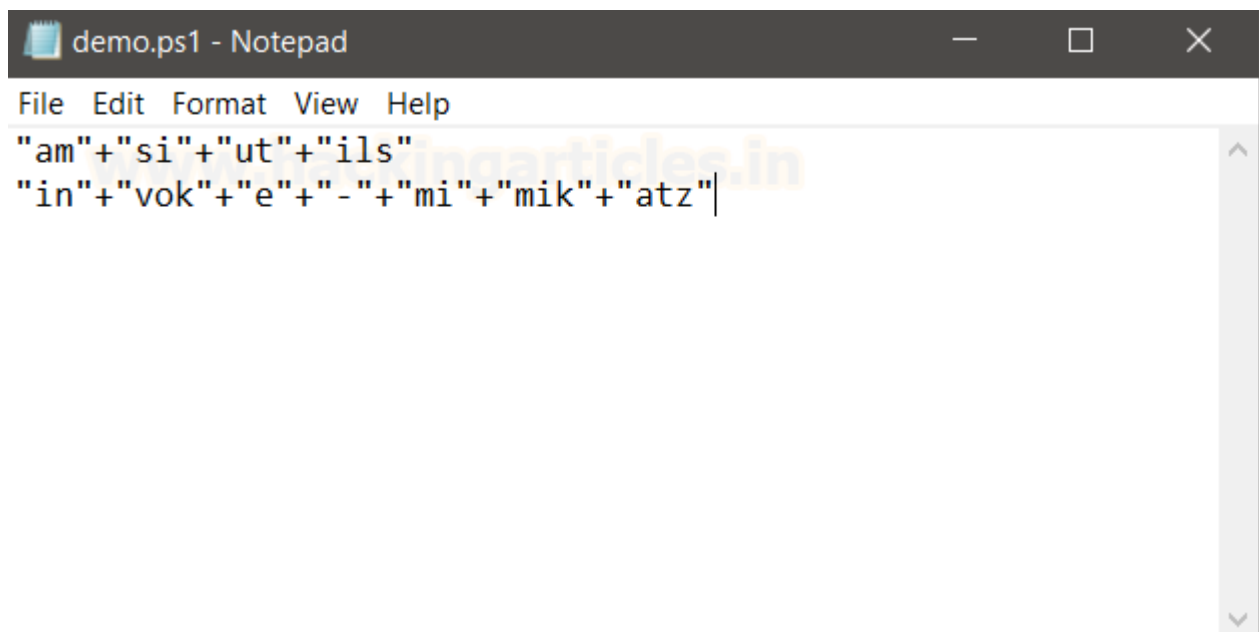 demo.ps1 - Notepad
File Edit Format View Help
www.hackingarticles.in
"am"+"si"+"ut"+"ils"
"in"+"vok"+"e"+"-"+"mi"+"mik"+"atz"